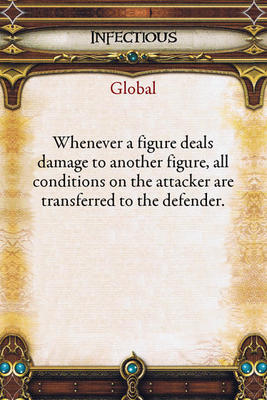 INFECTIOUS
Global
Whenever a figure deals
damage to another figure, all
conditions on the attacker are
transferred to the defender.